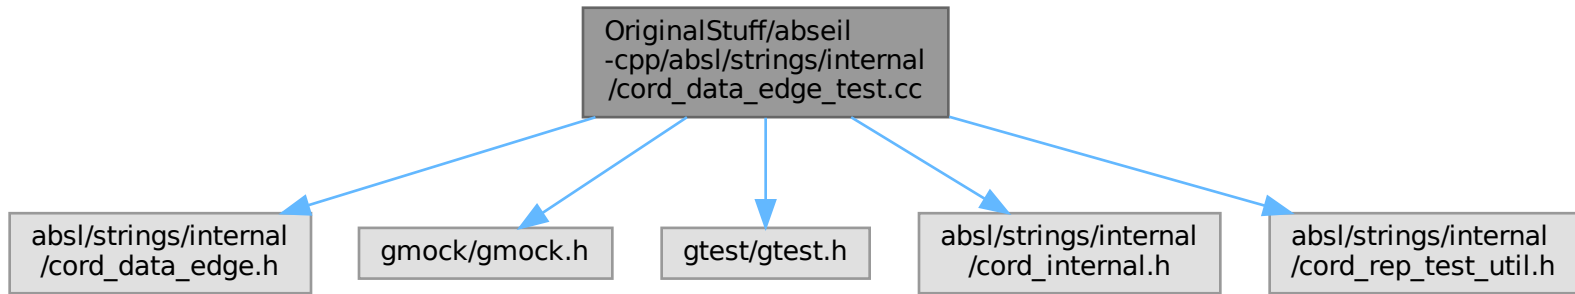 OriginalStuff/abseil
-cpp/absl/strings/internal
/cord_data_edge_test.cc
absl/strings/internal
/cord_data_edge.h
gmock/gmock.h
gtest/gtest.h
absl/strings/internal
/cord_internal.h
absl/strings/internal
/cord_rep_test_util.h